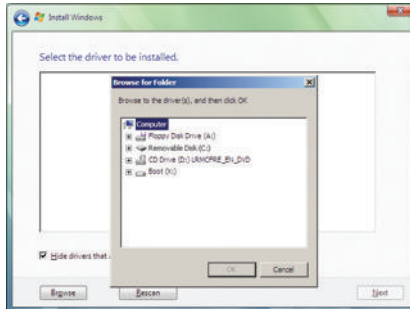 Install Windows
Select the driver to be installed.
Browse for Folder
Browse to the driver(s), and then click OK
Computer
Floppy Disk Drive (A:)
Removable Disk (C:)
CD Drive (D:) LRMCFRE_EN_DVD
Boot (X:)
Hide drivers that
OK
Cancel
Browse
Rescan
Next